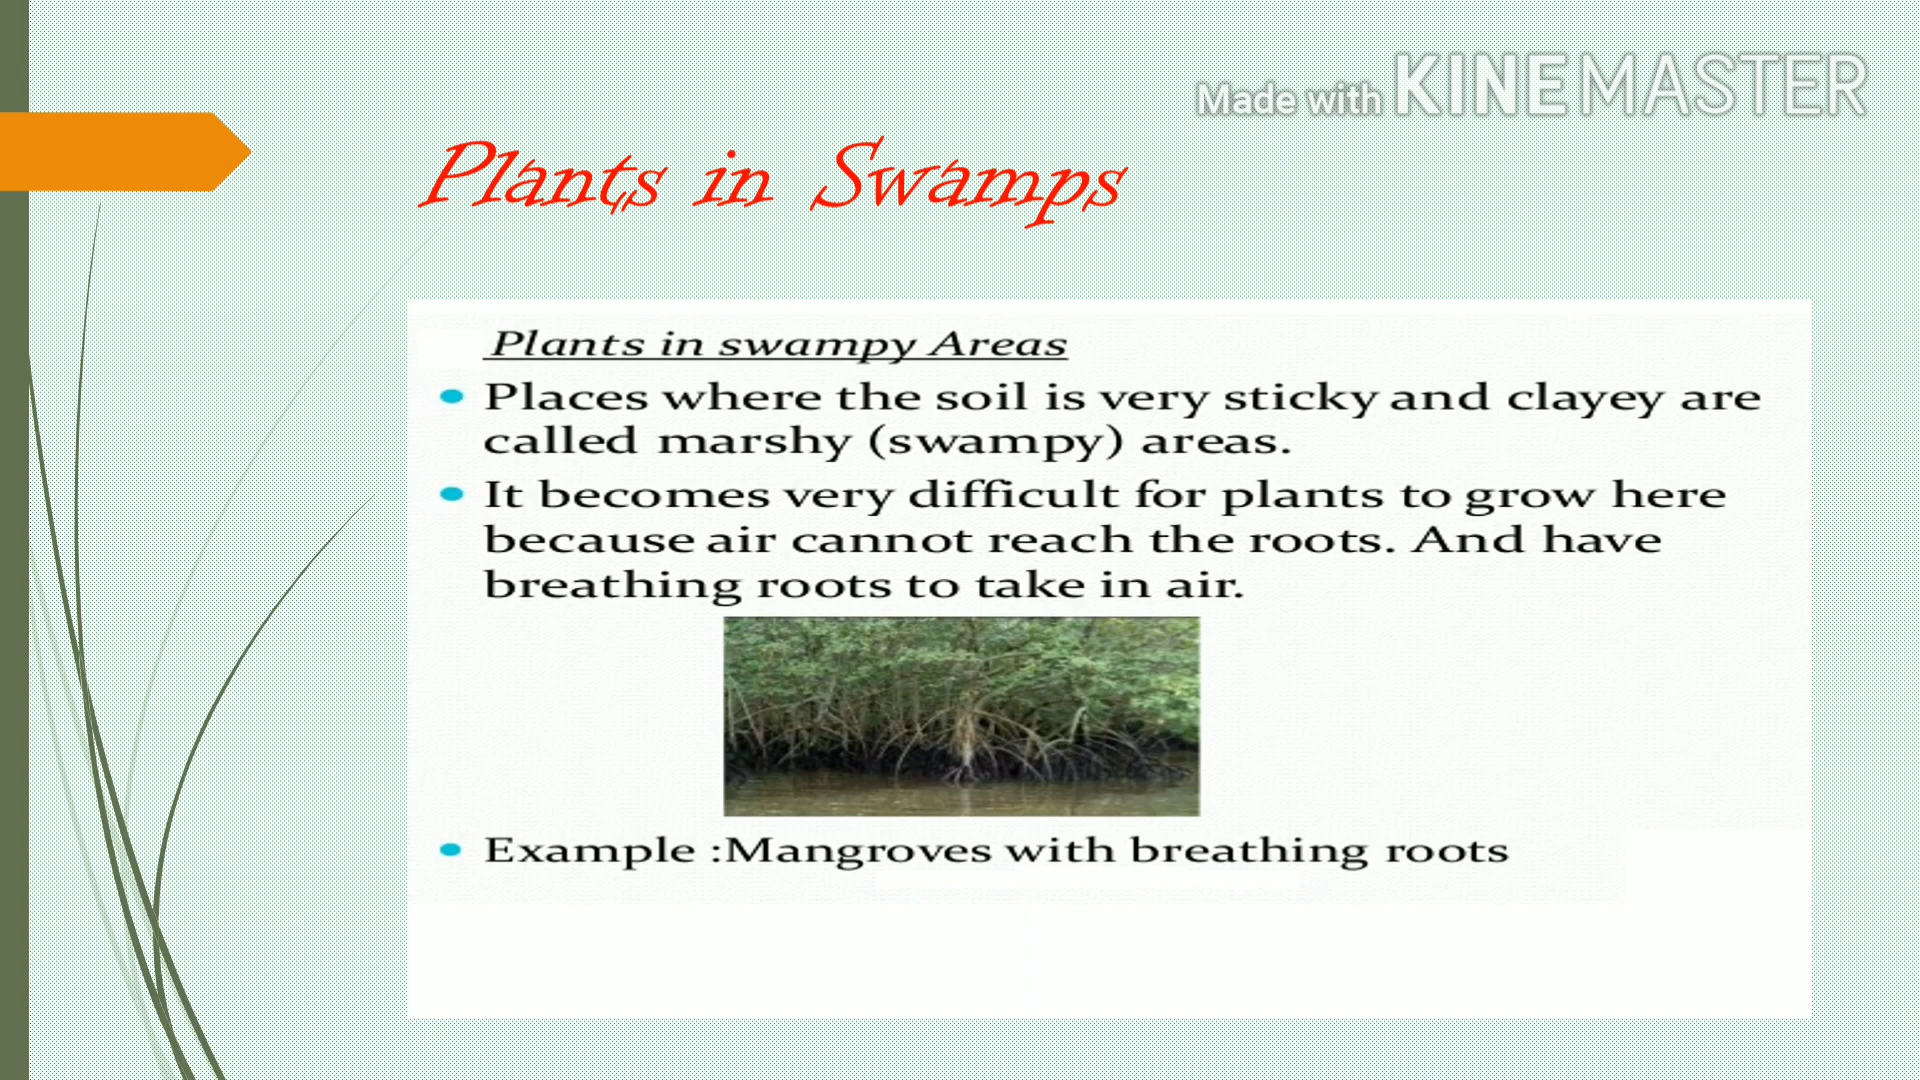 Made with KINEMASTER
Plants in Swamps
Plants in swampy Areas
Places where the soil is very sticky and clayey are
called marshy (swampy) areas.
It becomes very difficult for plants to grow here
because air cannot reach the roots. And have
breathing roots to take in air.
Example :Mangroves with breathing roots